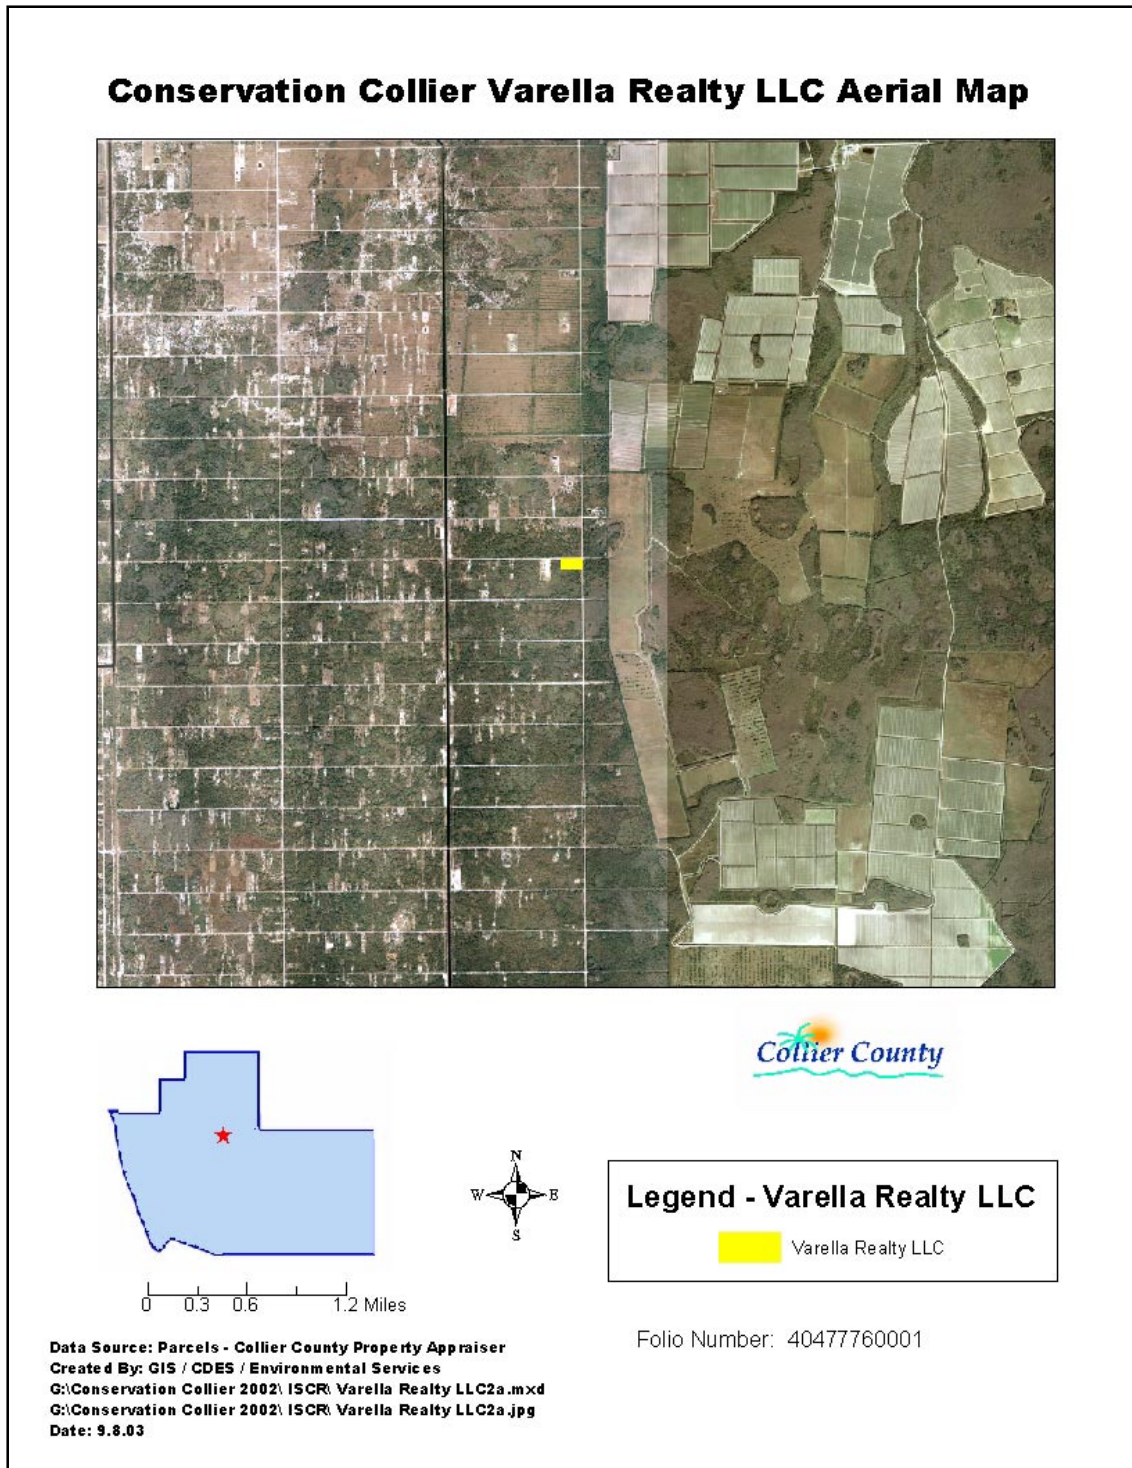 Conservation Collier Varella Realty LLC Aerial Map
Collier County
N
W E
S
Legend - Varella Realty LLC
Varella Realty LLC
0 0.3 0.6 1.2 Miles
Folio Number: 40477760001
Data Source: Parcels - Collier County Property Appraiser
Created By: GIS / CDES / Environmental Services
G:\Conservation Collier 2002\ ISCR\ Varella Realty LLC2a.mxd
G:\Conservation Collier 2002\ ISCR\ Varella Realty LLC2a.jpg
Date: 9.8.03